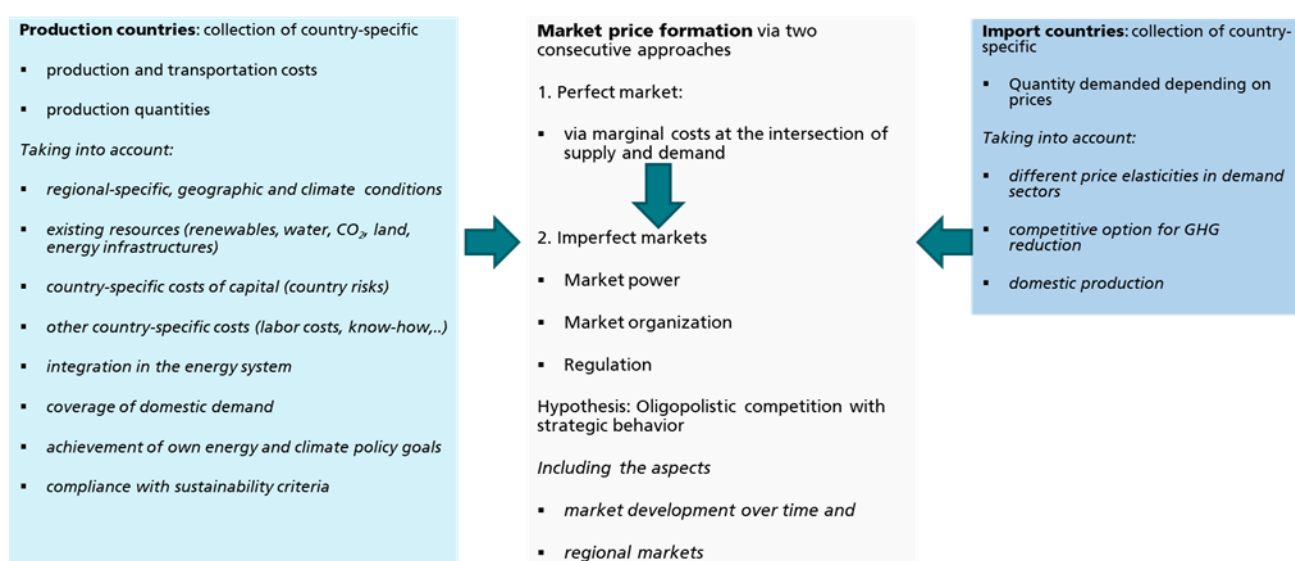 Production countries: collection of country-specific
▪ production and transportation costs
▪ production quantities
Taking into account:
▪ regional-specific, geographic and climate conditions
▪ existing resources (renewables, water, CO₂, land,
energy infrastructures)
▪ country-specific costs of capital (country risks)
▪ other country-specific costs (labor costs, know-how,..)
▪ integration in the energy system
▪ coverage of domestic demand
▪ achievement of own energy and climate policy goals
▪ compliance with sustainability criteria
Market price formation via two
consecutive approaches
1. Perfect market:
▪ via marginal costs at the intersection of
supply and demand
2. Imperfect markets
▪ Market power
▪ Market organization
▪ Regulation
Hypothesis: Oligopolistic competition with
strategic behavior
Including the aspects
▪ market development over time and
▪ regional markets
Import countries: collection of country-
specific
▪ Quantity demanded depending on
prices
Taking into account:
▪ different price elasticities in demand
sectors
▪ competitive option for GHG
reduction
▪ domestic production